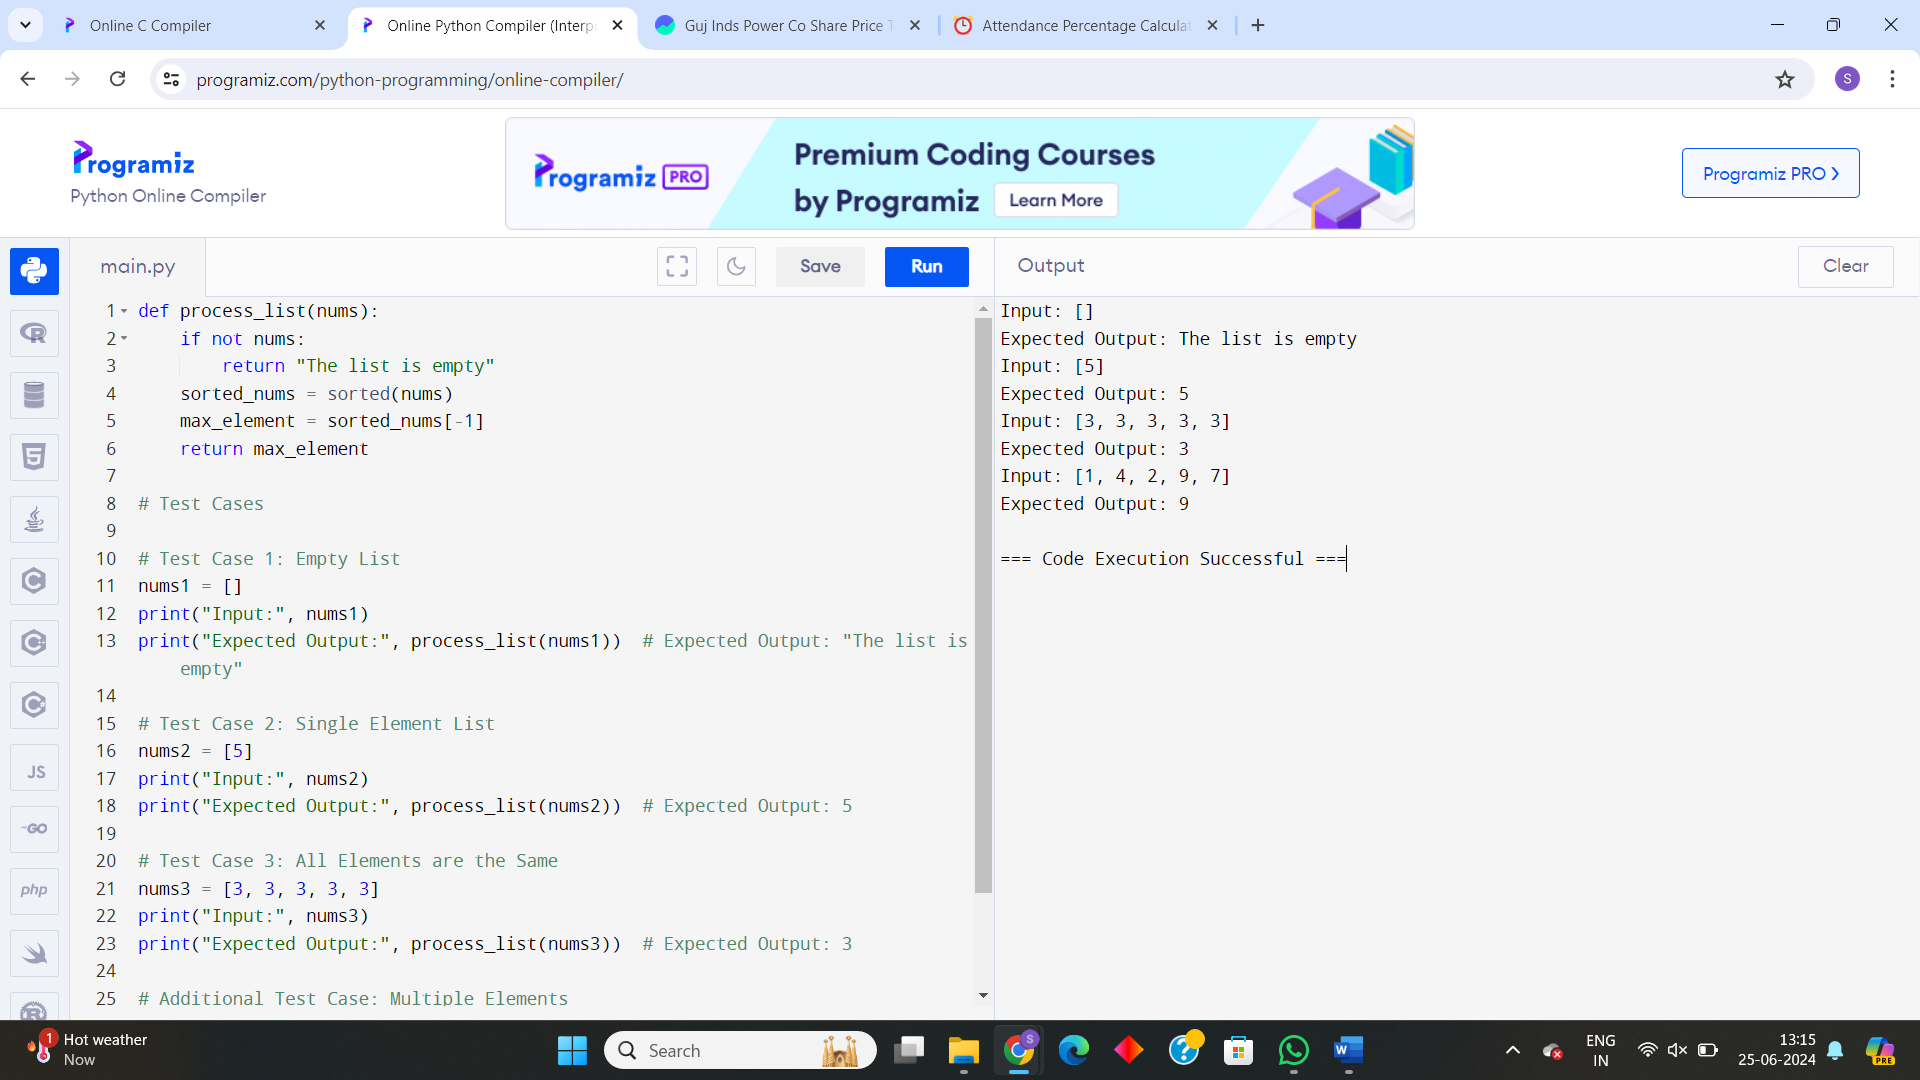 Online C Compiler
Online Python Compiler (Interpr
Guj Inds Power Co Share Price T
Attendance Percentage Calculat
programiz.com/python-programming/online-compiler/
S
Programiz
Python Online Compiler
Programiz PRO
Premium Coding Courses
by Programiz
Learn More
Programiz PRO >
main.py
Save
Run
Output
Clear
R
5
C
C
C
JS
GO
php
1 def process_list(nums):
2 if not nums:
3 return "The list is empty"
4 sorted_nums = sorted(nums)
5 max_element = sorted_nums[-1]
6 return max_element
7
8 # Test Cases
9
10 # Test Case 1: Empty List
11 nums1 = []
12 print("Input:", nums1)
13 print("Expected Output:", process_list(nums1))  # Expected Output: "The list is
empty"
14
15 # Test Case 2: Single Element List
16 nums2 = [5]
17 print("Input:", nums2)
18 print("Expected Output:", process_list(nums2))  # Expected Output: 5
19
20 # Test Case 3: All Elements are the Same
21 nums3 = [3, 3, 3, 3, 3]
22 print("Input:", nums3)
23 print("Expected Output:", process_list(nums3))  # Expected Output: 3
24
25 # Additional Test Case: Multiple Elements
Input: []
Expected Output: The list is empty
Input: [5]
Expected Output: 5
Input: [3, 3, 3, 3, 3]
Expected Output: 3
Input: [1, 4, 2, 9, 7]
Expected Output: 9
=== Code Execution Successful ===
1
Hot weather
Now
Search
S
W
ENG
IN
13:15
25-06-2024
PRE